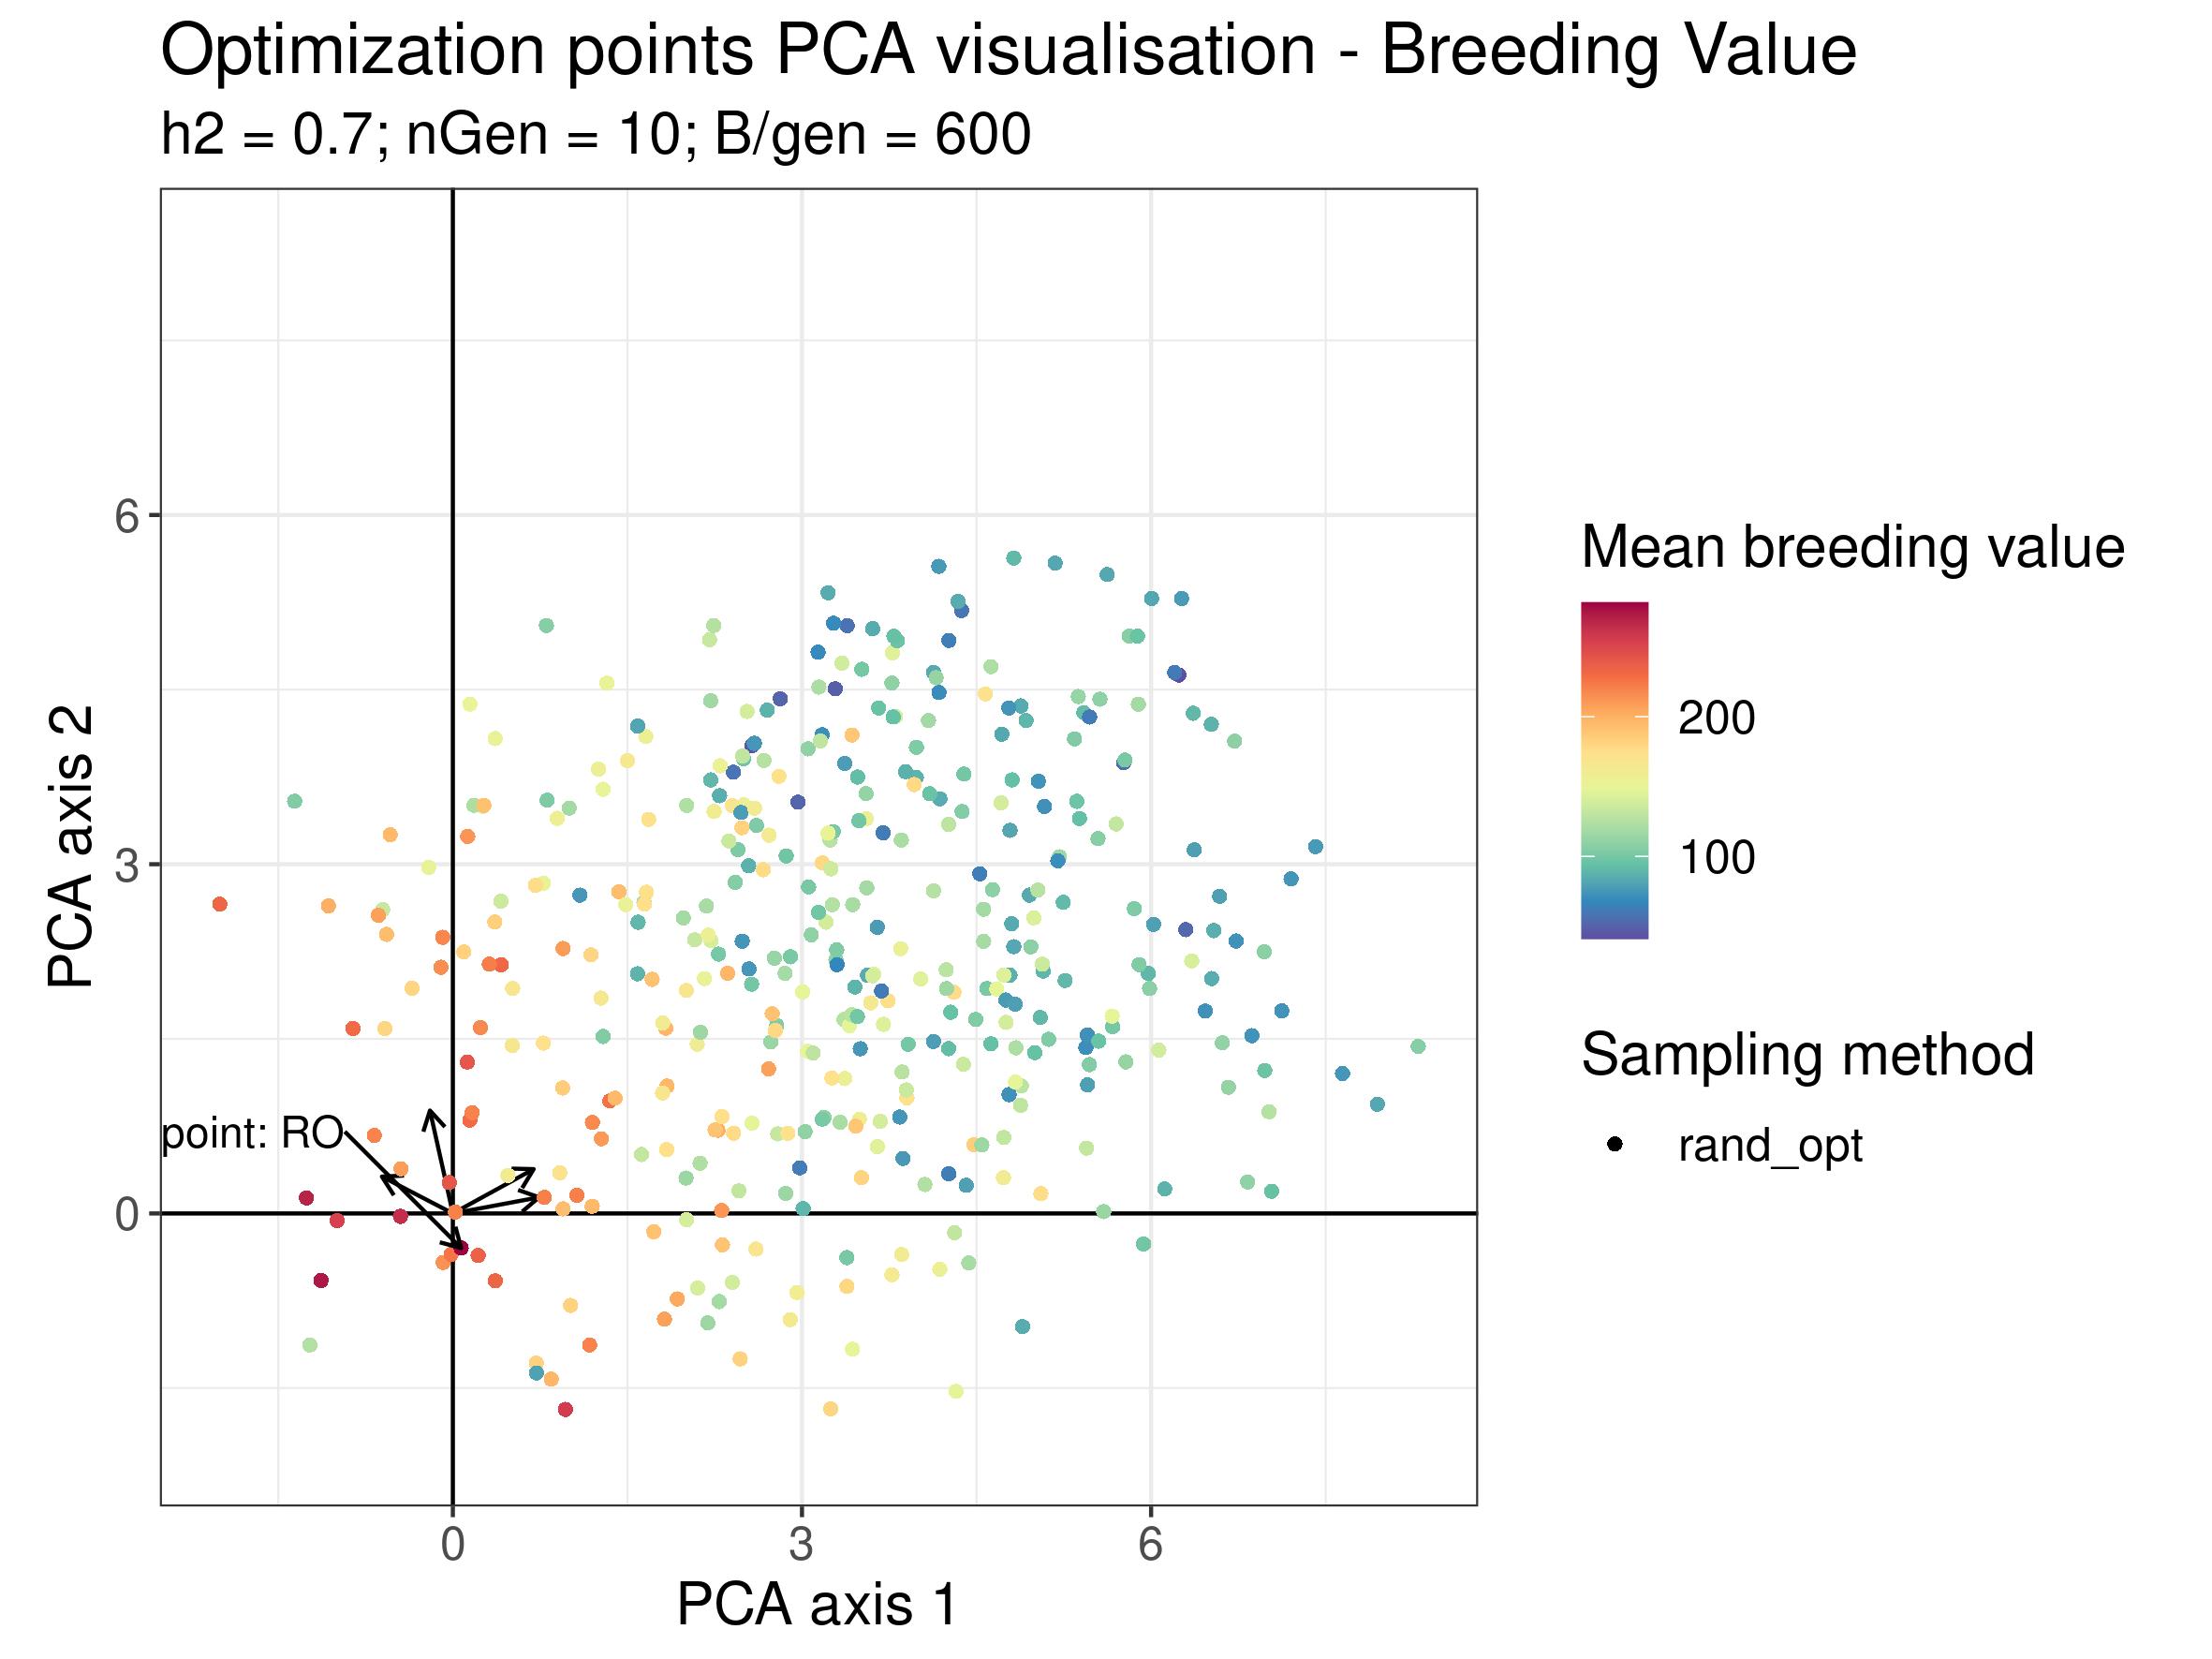 Optimization points PCA visualisation - Breeding Value
h2 = 0.7; nGen = 10; B/gen = 600
PCA axis 2
6
3
0
point: RO
0
3
6
PCA axis 1
Mean breeding value
200
100
Sampling method
rand_opt